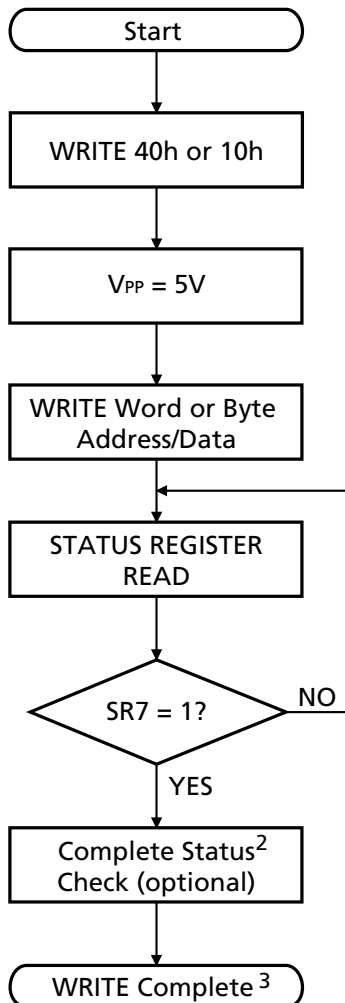 Start
WRITE 40h or 10h
VPP = 5V
WRITE Word or Byte
Address/Data
STATUS REGISTER
READ
SR7 = 1?
NO
YES
Complete Status2
Check (optional)
WRITE Complete 3